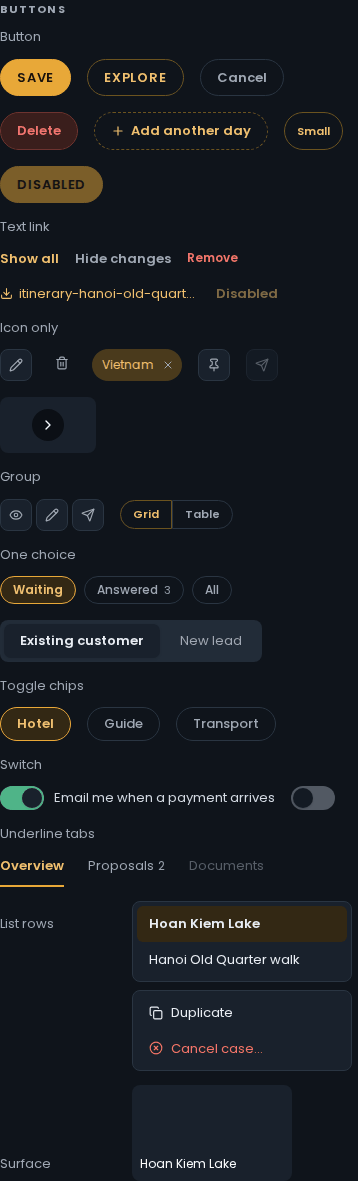 BUTTONS
Button
SAVE EXPLORE Cancel
Delete + Add another day Small
DISABLED
Text link
Show all Hide changes Remove
itinerary-hanoi-old-quart... Disabled
Icon only
Vietnam ×
Group
Grid Table
One choice
Waiting Answered 3 All
Existing customer New lead
Toggle chips
Hotel Guide Transport
Switch
Email me when a payment arrives
Underline tabs
Overview Proposals 2 Documents
List rows Hoan Kiem Lake
Hanoi Old Quarter walk
Duplicate
Cancel case...
Surface Hoan Kiem Lake